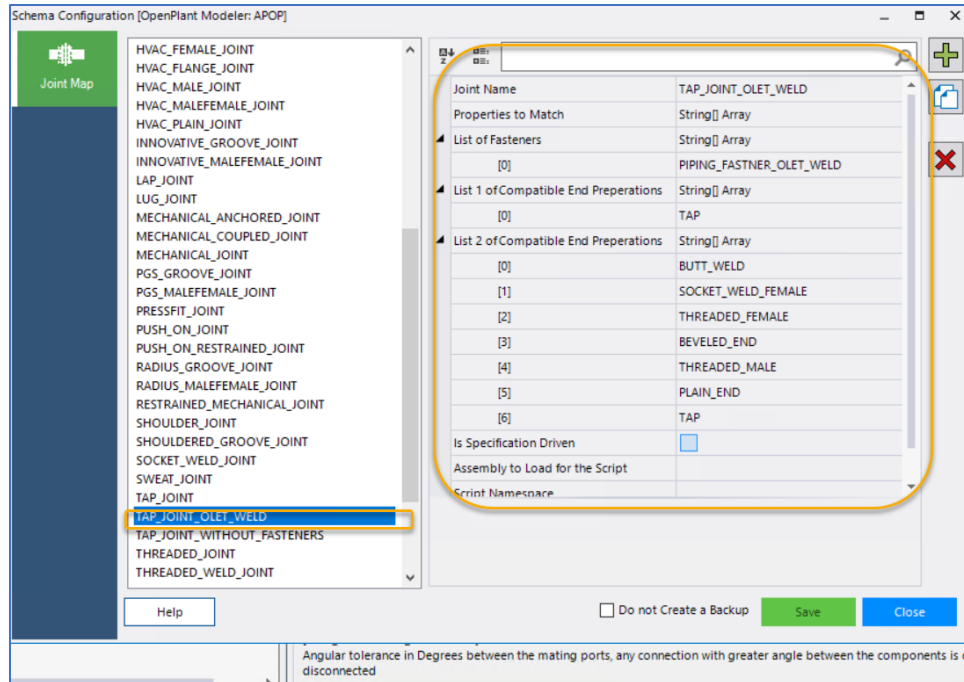 Schema Configuration [OpenPlant Modeler: APOP]
Joint Map
HVAC_FEMALE_JOINT
HVAC_FLANGE_JOINT
HVAC_MALE_JOINT
HVAC_MALEFEMALE_JOINT
HVAC_PLAIN_JOINT
INNOVATIVE_GROOVE_JOINT
INNOVATIVE_MALEFEMALE_JOINT
LAP_JOINT
LUG_JOINT
MECHANICAL_ANCHORED_JOINT
MECHANICAL_COUPLED_JOINT
MECHANICAL_JOINT
PGS_GROOVE_JOINT
PGS_MALEFEMALE_JOINT
PRESSFIT_JOINT
PUSH_ON_JOINT
PUSH_ON_RESTRAINED_JOINT
RADIUS_GROOVE_JOINT
RADIUS_MALEFEMALE_JOINT
RESTRAINED_MECHANICAL_JOINT
SHOULDER_JOINT
SHOULDERED_GROOVE_JOINT
SOCKET_WELD_JOINT
SWEAT_JOINT
TAP_JOINT
TAP_JOINT_OLET_WELD
TAP_JOINT_WITHOUT_FASTENERS
THREADED_JOINT
THREADED_WELD_JOINT
Joint Name TAP_JOINT_OLET_WELD
Properties to Match String[] Array
List of Fasteners String[] Array
[0] PIPING_FASTNER_OLET_WELD
List 1 of Compatible End Preperations String[] Array
[0] TAP
List 2 of Compatible End Preperations String[] Array
[0] BUTT_WELD
[1] SOCKET_WELD_FEMALE
[2] THREADED_FEMALE
[3] BEVELED_END
[4] THREADED_MALE
[5] PLAIN_END
[6] TAP
Is Specification Driven
Assembly to Load for the Script
Script Namespace
Help
Do not Create a Backup
Save
Close
Angular tolerance in Degrees between the mating ports, any connection with greater angle between the components is
disconnected